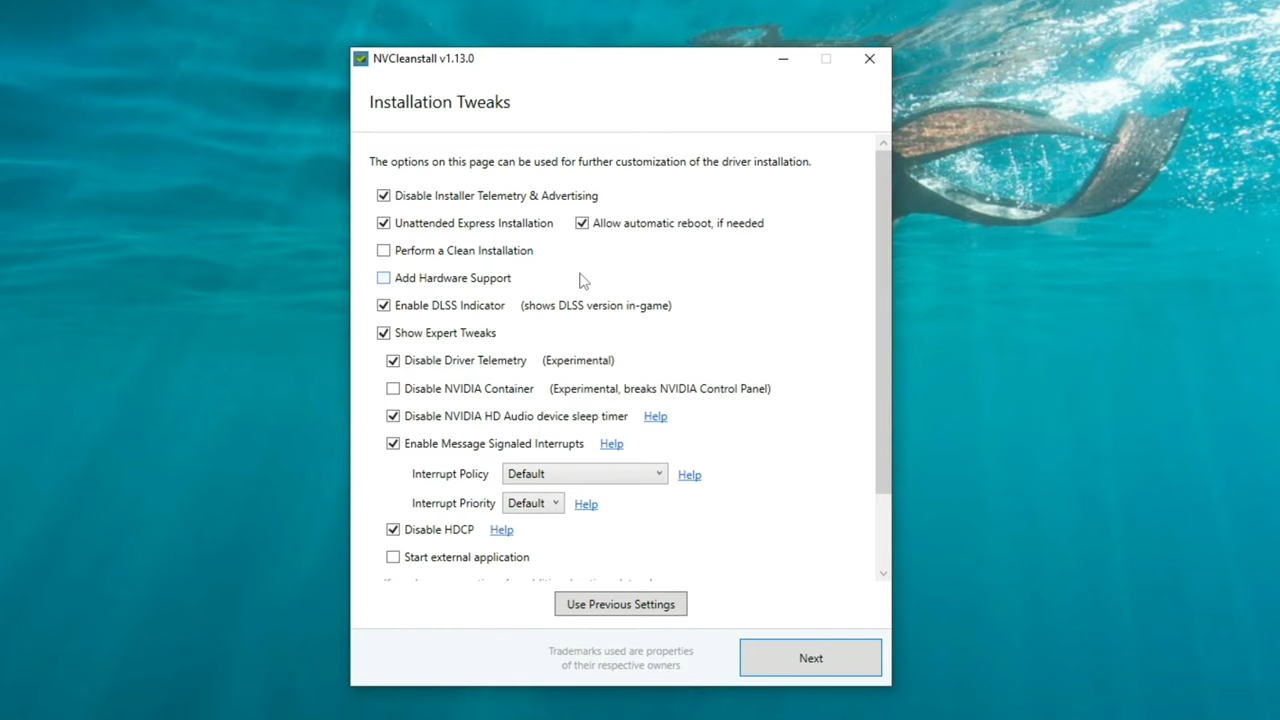 NVCleanstall v1.13.0
Installation Tweaks
The options on this page can be used for further customization of the driver installation.
Disable Installer Telemetry & Advertising
Unattended Express Installation Allow automatic reboot, if needed
Perform a Clean Installation
Add Hardware Support
Enable DLSS Indicator (shows DLSS version in-game)
Show Expert Tweaks
Disable Driver Telemetry (Experimental)
Disable NVIDIA Container (Experimental, breaks NVIDIA Control Panel)
Disable NVIDIA HD Audio device sleep timer Help
Enable Message Signaled Interrupts Help
Interrupt Policy Default Help
Interrupt Priority Default Help
Disable HDCP Help
Start external application
Use Previous Settings
Trademarks used are properties
of their respective owners
Next